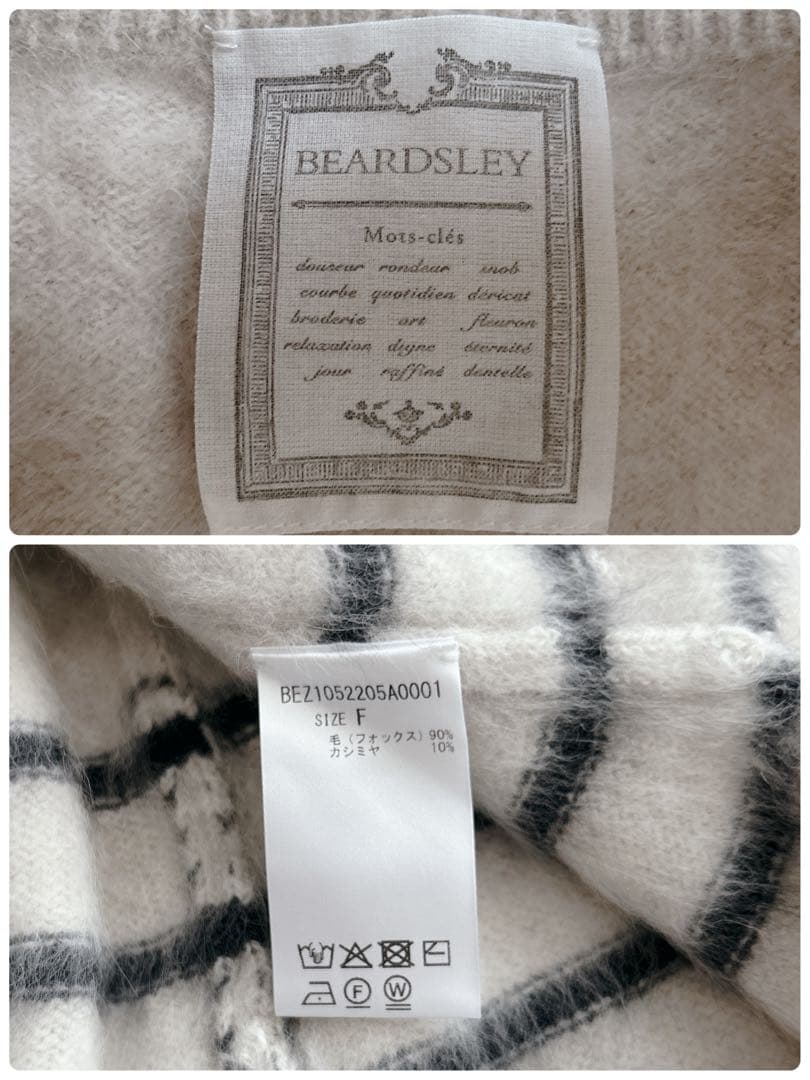 BEARDSLEY
Mots-clés
douceur rondeur snob
courbe quotidien déricat
broderie art fleuron
relaxation digne éternité
jour raffiné dentelle
BEZ1052205A0001
SIZE F
毛(フォックス) 90%
カシミヤ 10%
F W